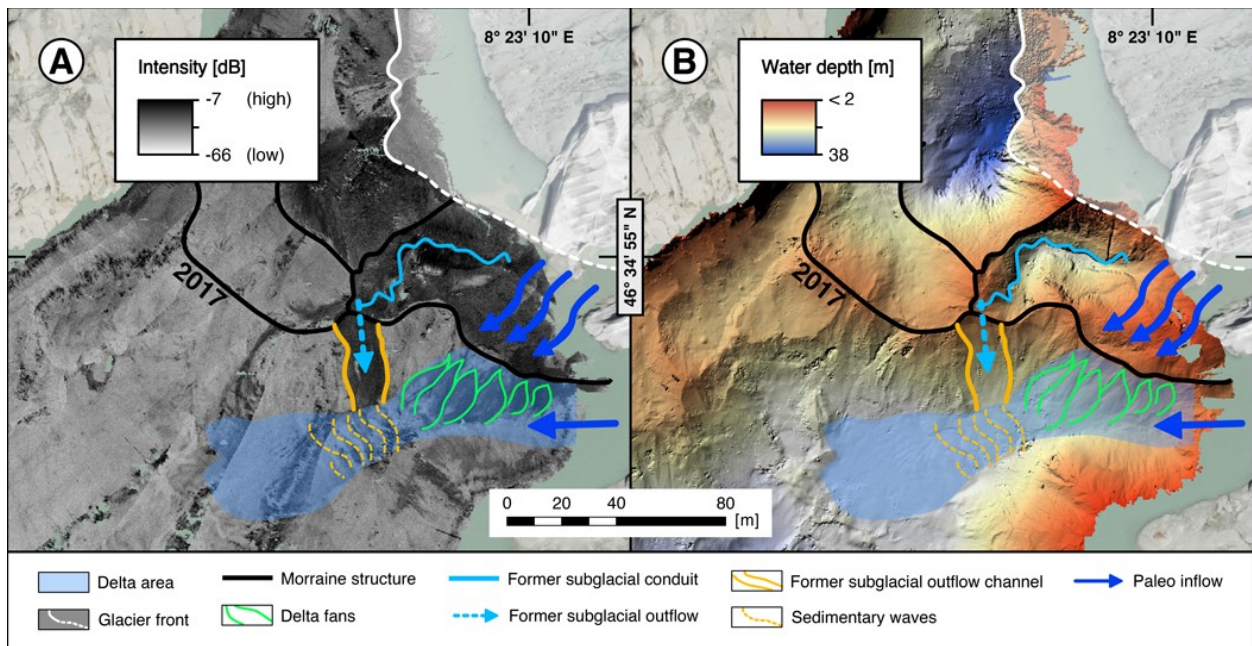 A
Intensity [dB]
-7 (high)
-66 (low)
8° 23' 10" E
2017
B
Water depth [m]
< 2
38
8° 23' 10" E
46° 34' 55" N
2017
0 20 40 80
[m]
Delta area
Morraine structure
Former subglacial conduit
Former subglacial outflow channel
Paleo inflow
Glacier front
Delta fans
Former subglacial outflow
Sedimentary waves